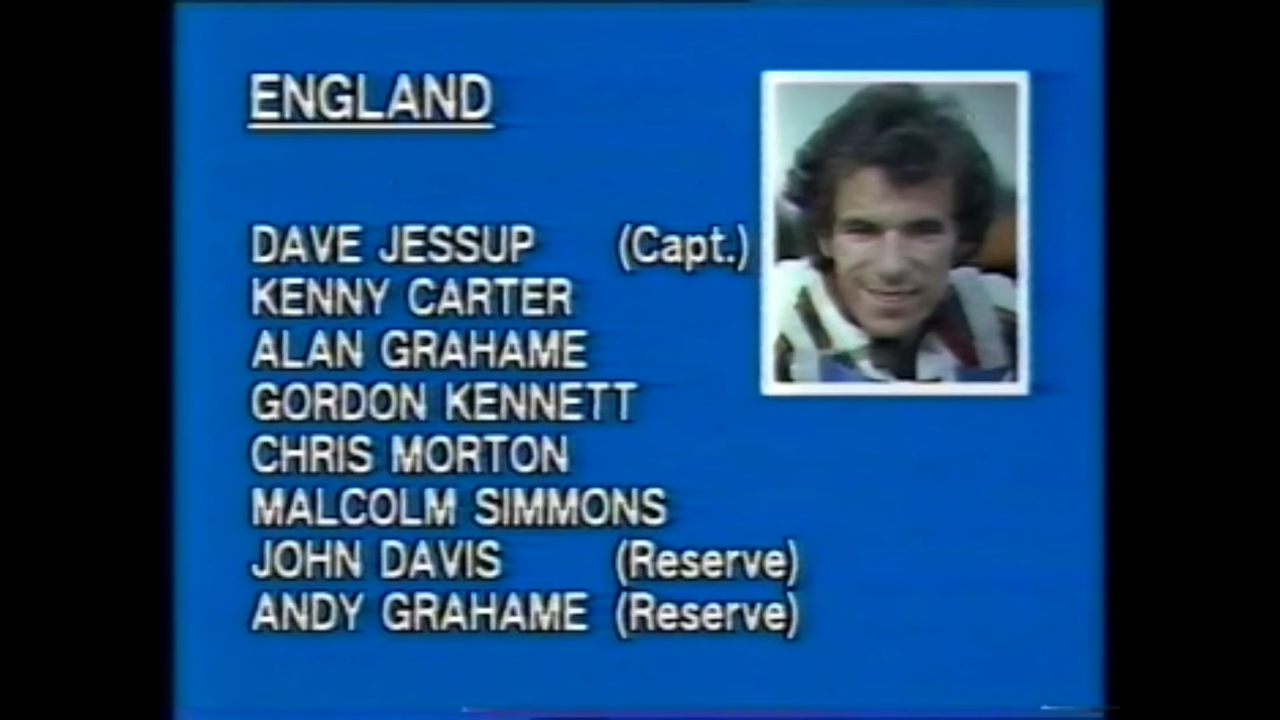 ENGLAND
DAVE JESSUP (Capt.)
KENNY CARTER
ALAN GRAHAME
GORDON KENNETT
CHRIS MORTON
MALCOLM SIMMONS
JOHN DAVIS (Reserve)
ANDY GRAHAME (Reserve)